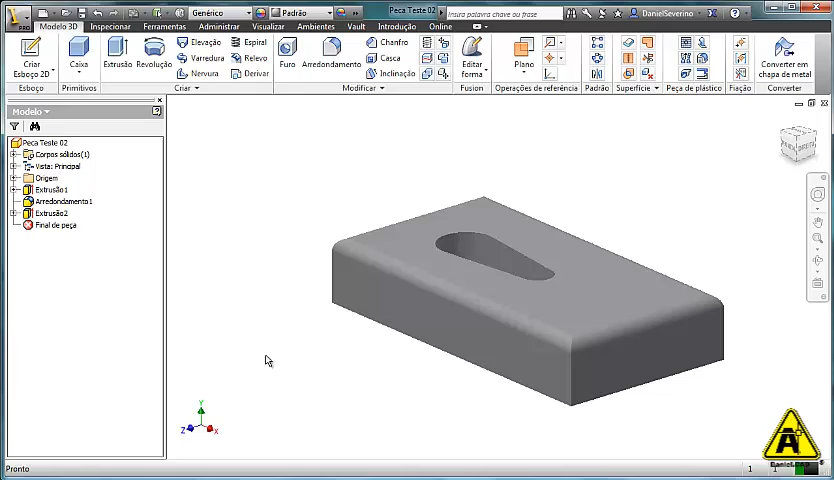 Genérico
Padrão
Peca Teste 02
Insira palavra chave ou frase
DanielSeverino
PRO
Modelo 3D
Inspecionar
Ferramentas
Administrar
Visualizar
Ambientes
Vault
Introdução
Online
Criar
Esboço 2D
Caixa
Extrusão
Revolução
Elevação
Varredura
Nervura
Espiral
Relevo
Derivar
Furo
Arredondamento
Chanfro
Casca
Inclinação
Editar
forma
Plano
Converter em
chapa de metal
Esboço
Primitivos
Criar
Modificar
Fusion
Operações de referência
Padrão
Superfície
Peça de plástico
Fiação
Converter
Modelo
Peca Teste 02
Corpos sólidos(1)
Vista: Principal
Origem
Extrusão1
Arredondamento1
Extrusão2
Final de peça
Y
Z
X
A
DanielCAD
Pronto
1
1